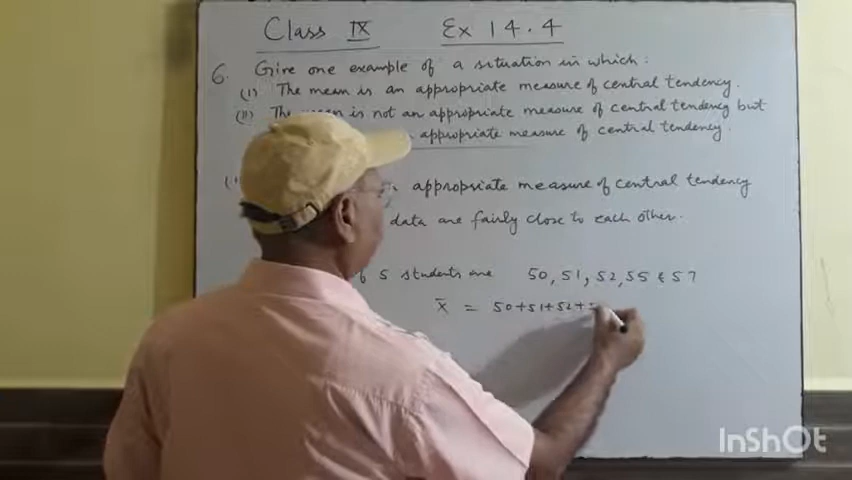 Class IX Ex 14.4
6. Give one example of a situation in which:
(i) The mean is an appropriate measure of central tendency.
(ii) The mean is not an appropriate measure of central tendency but
appropriate measure of central tendency.
appropriate measure of central tendency
data are fairly close to each other.
5 students are 50, 51, 52, 55 & 57
x̄ = 50+51+52+5
InShOt